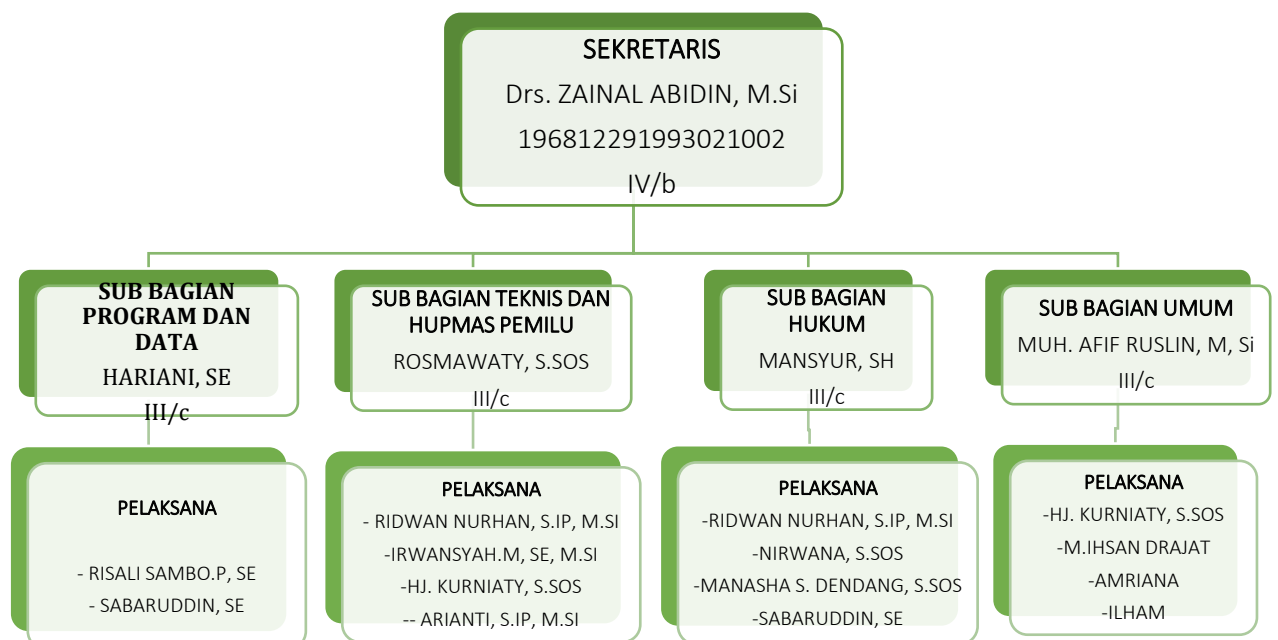 SEKRETARIS
Drs. ZAINAL ABIDIN, M.Si
196812291993021002
IV/b
SUB BAGIAN
PROGRAM DAN
DATA
HARIANI, SE
III/c
SUB BAGIAN TEKNIS DAN
HUPMAS PEMILU
ROSMAWATY, S.SOS
III/c
SUB BAGIAN
HUKUM
MANSYUR, SH
III/c
SUB BAGIAN UMUM
MUH. AFIF RUSLIN, M, Si
III/c
PELAKSANA
- RISALI SAMBO.P, SE
- SABARUDDIN, SE
PELAKSANA
- RIDWAN NURHAN, S.IP, M.SI
-IRWANSYAH.M, SE, M.SI
-HJ. KURNIATY, S.SOS
-- ARIANTI, S.IP, M.SI
PELAKSANA
-RIDWAN NURHAN, S.IP, M.SI
-NIRWANA, S.SOS
-MANASHA S. DENDANG, S.SOS
-SABARUDDIN, SE
PELAKSANA
-HJ. KURNIATY, S.SOS
-M.IHSAN DRAJAT
-AMRIANA
-ILHAM